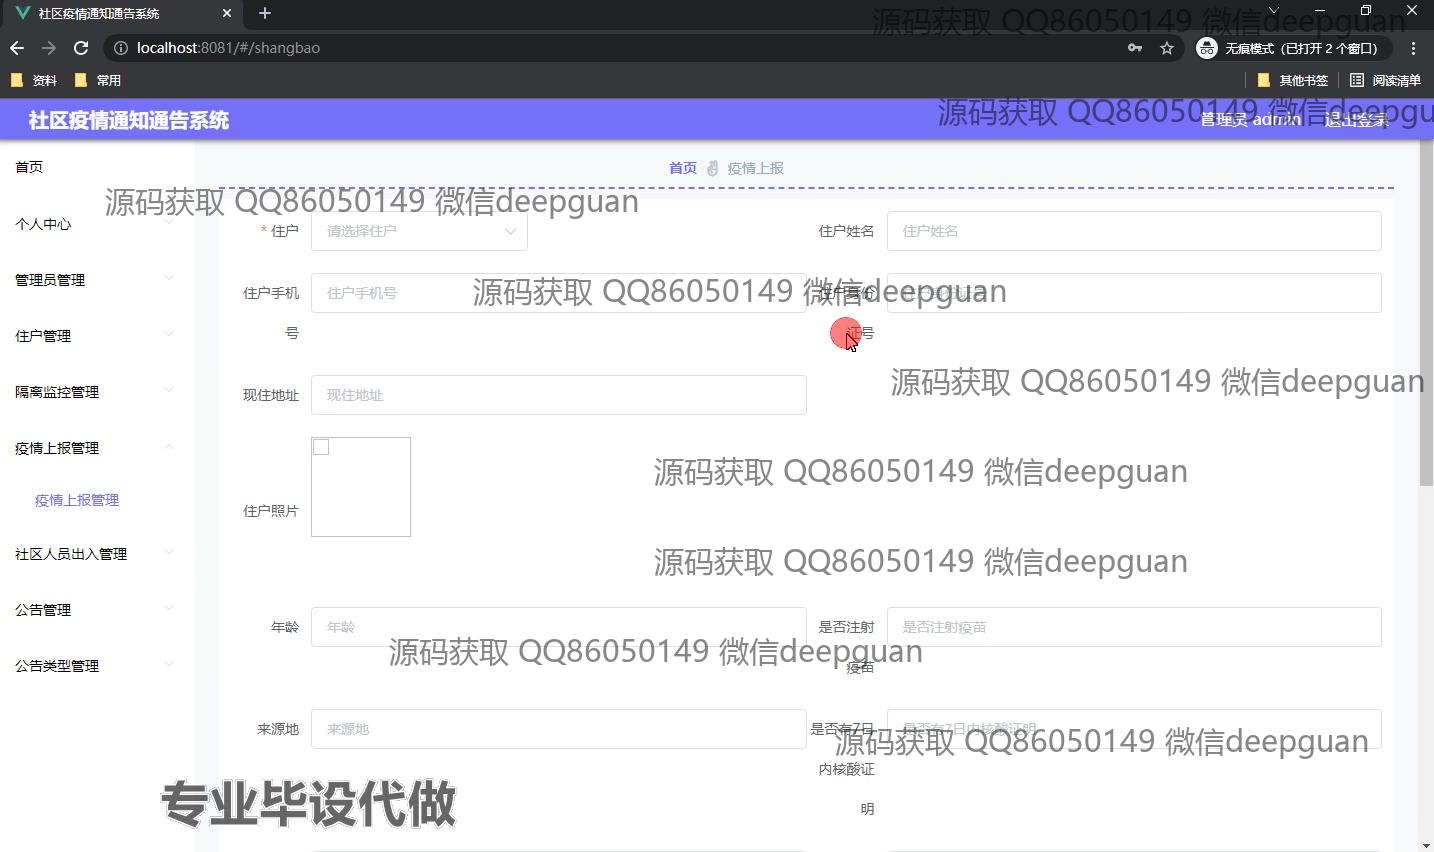 社区疫情通知通告系统
源码获取 QQ86050149 微信deepguan
localhost:8081/#/shangbao
无痕模式 (已打开 2 个窗口)
资料
常用
其他书签
阅读清单
社区疫情通知通告系统
源码获取 QQ86050149 微信deepgu
管理员 admin
退出登录
首页
首页
疫情上报
源码获取 QQ86050149 微信deepguan
个人中心
* 住户
请选择住户
住户姓名
住户姓名
管理员管理
住户手机号
住户手机号
源码获取 QQ86050149 微信deepguan
住户身份证号
住户管理
源码获取 QQ86050149 微信deepguan
隔离监控管理
现住地址
现住地址
疫情上报管理
源码获取 QQ86050149 微信deepguan
疫情上报管理
住户照片
社区人员出入管理
源码获取 QQ86050149 微信deepguan
公告管理
年龄
年龄
是否注射疫苗
是否注射疫苗
源码获取 QQ86050149 微信deepguan
公告类型管理
来源地
来源地
是否有7日内核酸证明
是否有7日内核酸证明
源码获取 QQ86050149 微信deepguan
专业毕设代做